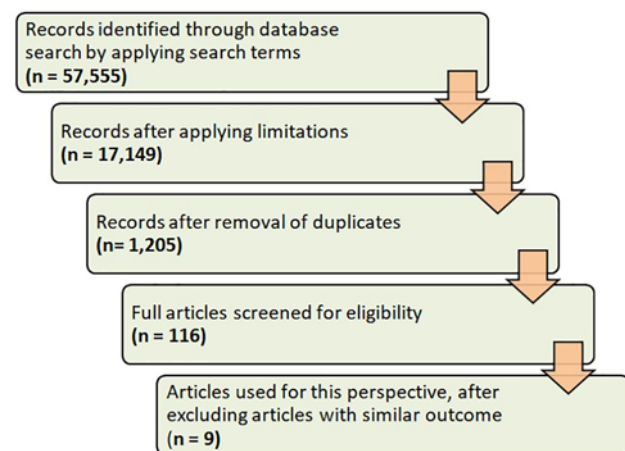 Records identified through database
search by applying search terms
(n = 57,555)
Records after applying limitations
(n = 17,149)
Records after removal of duplicates
(n= 1,205)
Full articles screened for eligibility
(n = 116)
Articles used for this perspective, after
excluding articles with similar outcome
(n = 9)